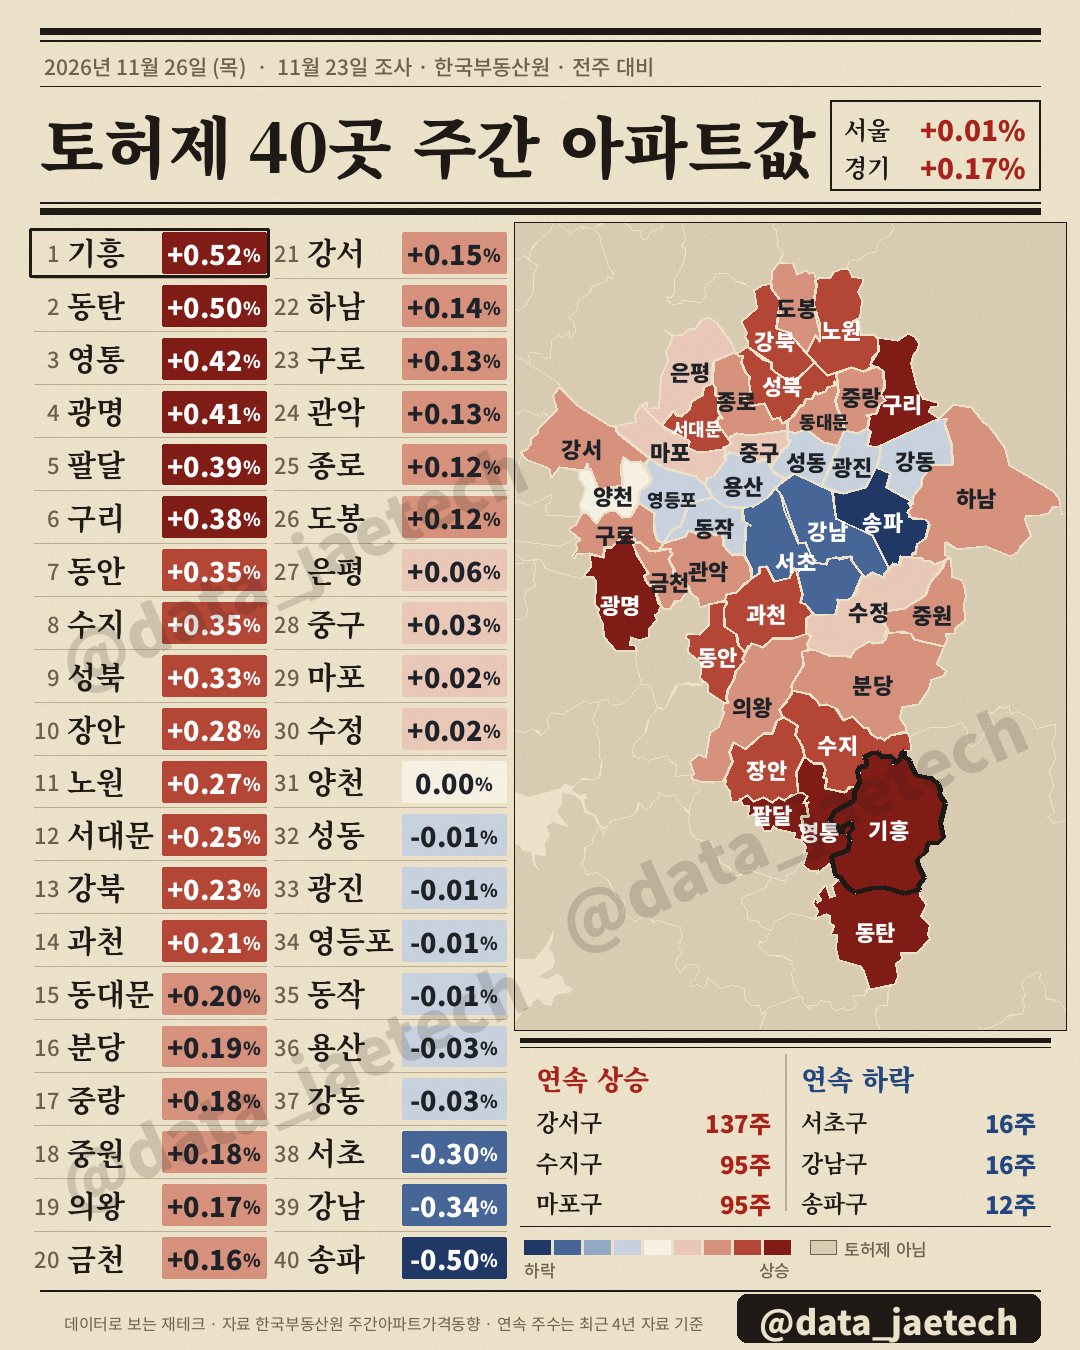 2026년 11월 26일 (목) · 11월 23일 조사 · 한국부동산원 · 전주 대비
토허제 40곳 주간 아파트값
서울 +0.01%
경기 +0.17%
1 기흥 +0.52%
2 동탄 +0.50%
3 영통 +0.42%
4 광명 +0.41%
5 팔달 +0.39%
6 구리 +0.38%
7 동안 +0.35%
8 수지 +0.35%
9 성북 +0.33%
10 장안 +0.28%
11 노원 +0.27%
12 서대문 +0.25%
13 강북 +0.23%
14 과천 +0.21%
15 동대문 +0.20%
16 분당 +0.19%
17 중랑 +0.18%
18 중원 +0.18%
19 의왕 +0.17%
20 금천 +0.16%
21 강서 +0.15%
22 하남 +0.14%
23 구로 +0.13%
24 관악 +0.13%
25 종로 +0.12%
26 도봉 +0.12%
27 은평 +0.06%
28 중구 +0.03%
29 마포 +0.02%
30 수정 +0.02%
31 양천 0.00%
32 성동 -0.01%
33 광진 -0.01%
34 영등포 -0.01%
35 동작 -0.01%
36 용산 -0.03%
37 강동 -0.03%
38 서초 -0.30%
39 강남 -0.34%
40 송파 -0.50%
도봉
노원
강북
은평
성북
종로
중랑
구리
서대문
동대문
강서
마포
중구
성동
광진
강동
양천
영등포
용산
하남
구로
동작
강남
송파
서초
금천
관악
광명
과천
수정
중원
동안
분당
의왕
수지
장안
팔달
영통
기흥
동탄
@data_jaetech
@data_jaetech
@data_jaetech
연속 상승
강서구 137주
수지구 95주
마포구 95주
연속 하락
서초구 16주
강남구 16주
송파구 12주
하락
상승
토허제 아님
데이터로 보는 재테크 · 자료 한국부동산원 주간아파트가격동향 · 연속 주수는 최근 4년 자료 기준
@data_jaetech